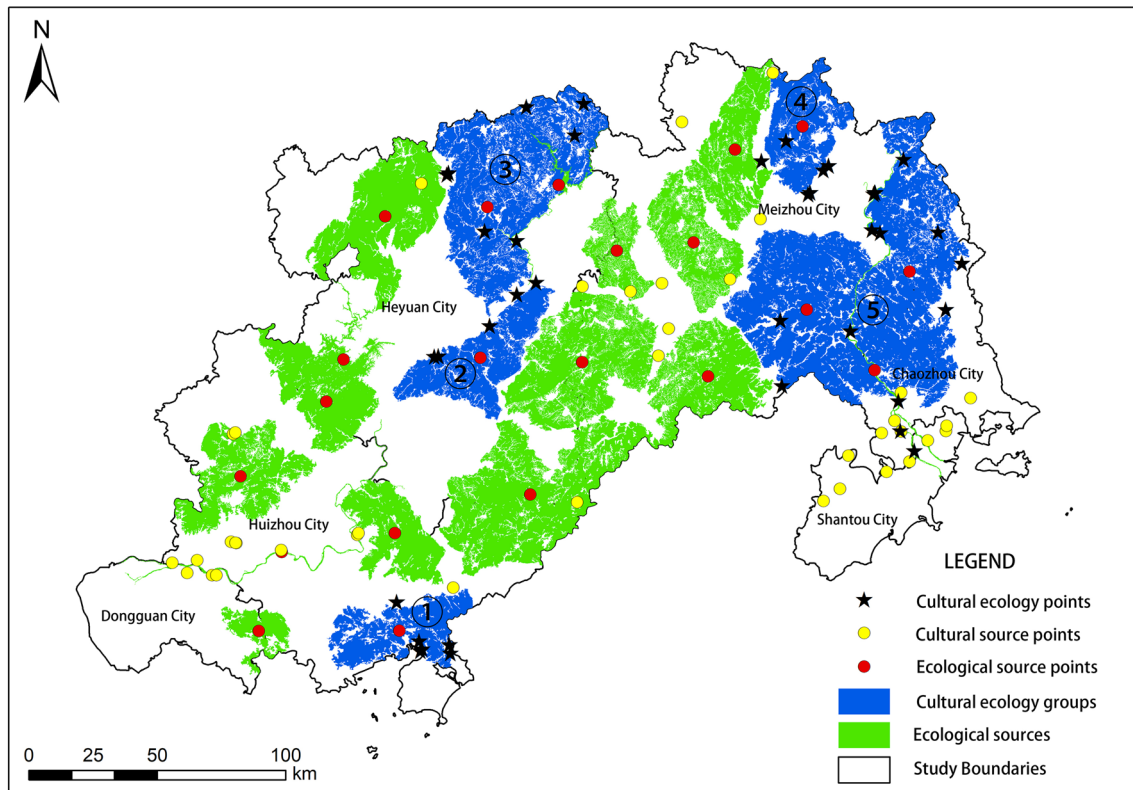 N
④
③
Meizhou City
Heyuan City
⑤
②
Chaozhou City
Huizhou City
Shantou City
LEGEND
Dongguan City
①
Cultural ecology points
Cultural source points
Ecological source points
Cultural ecology groups
Ecological sources
Study Boundaries
0 25 50 100
km